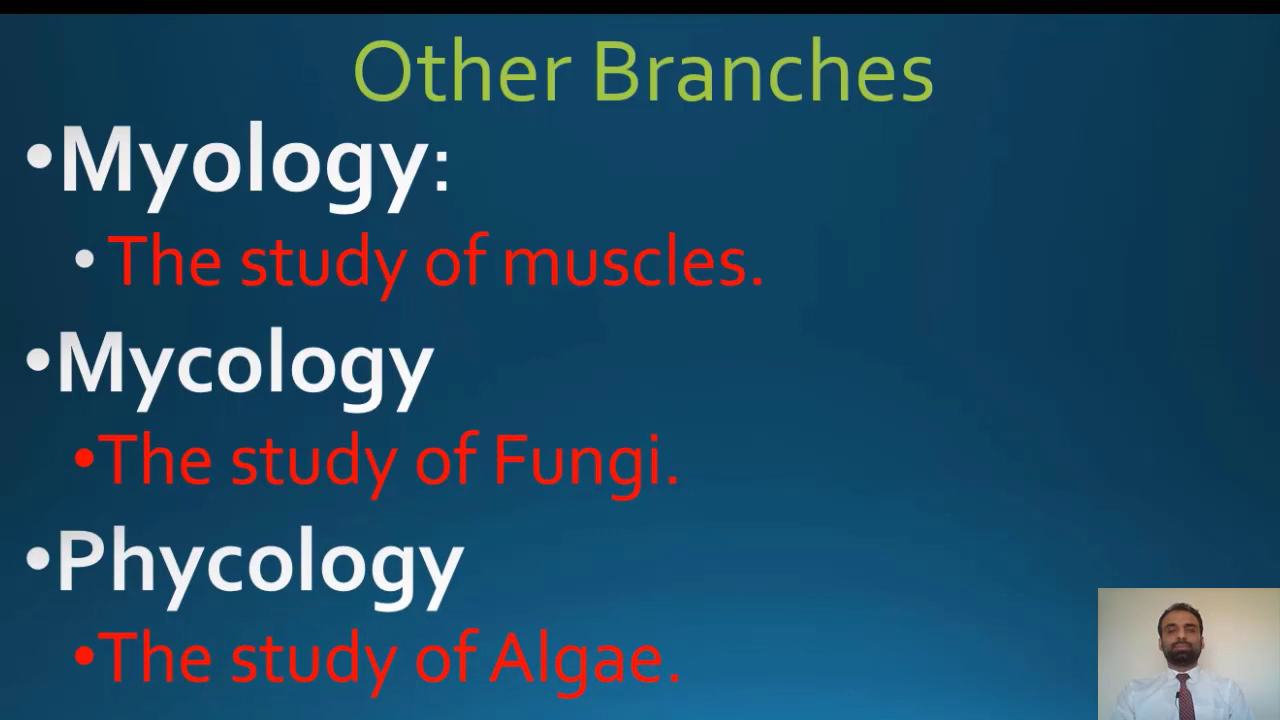 Other Branches
•Myology:
• The study of muscles.
•Mycology
•The study of Fungi.
•Phycology
•The study of Algae.